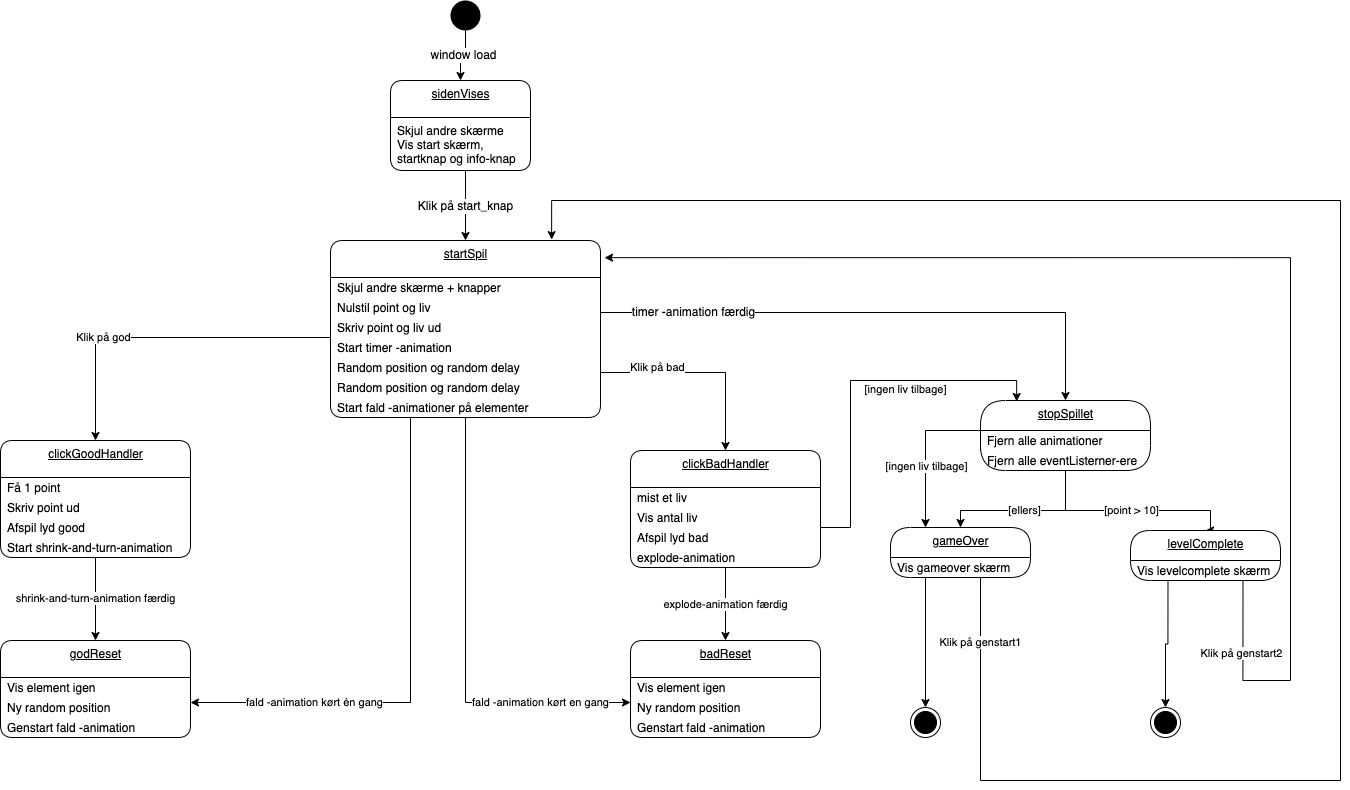 window load
sidenVises
Skjul andre skærme
Vis start skærm,
startknap og info-knap
Klik på start_knap
startSpil
Skjul andre skærme + knapper
Nulstil point og liv
Skriv point og liv ud
Start timer -animation
Random position og random delay
Random position og random delay
Start fald -animationer på elementer
timer -animation færdig
Klik på god
Klik på bad
[ingen liv tilbage]
clickGoodHandler
Få 1 point
Skriv point ud
Afspil lyd good
Start shrink-and-turn-animation
clickBadHandler
mist et liv
Vis antal liv
Afspil lyd bad
explode-animation
stopSpillet
Fjern alle animationer
Fjern alle eventListerner-ere
[ingen liv tilbage]
[ellers]
[point > 10]
gameOver
Vis gameover skærm
levelComplete
Vis levelcomplete skærm
shrink-and-turn-animation færdig
explode-animation færdig
Klik på genstart1
Klik på genstart2
godReset
Vis element igen
Ny random position
Genstart fald -animation
fald -animation kørt én gang
fald -animation kørt en gang
badReset
Vis element igen
Ny random position
Genstart fald -animation